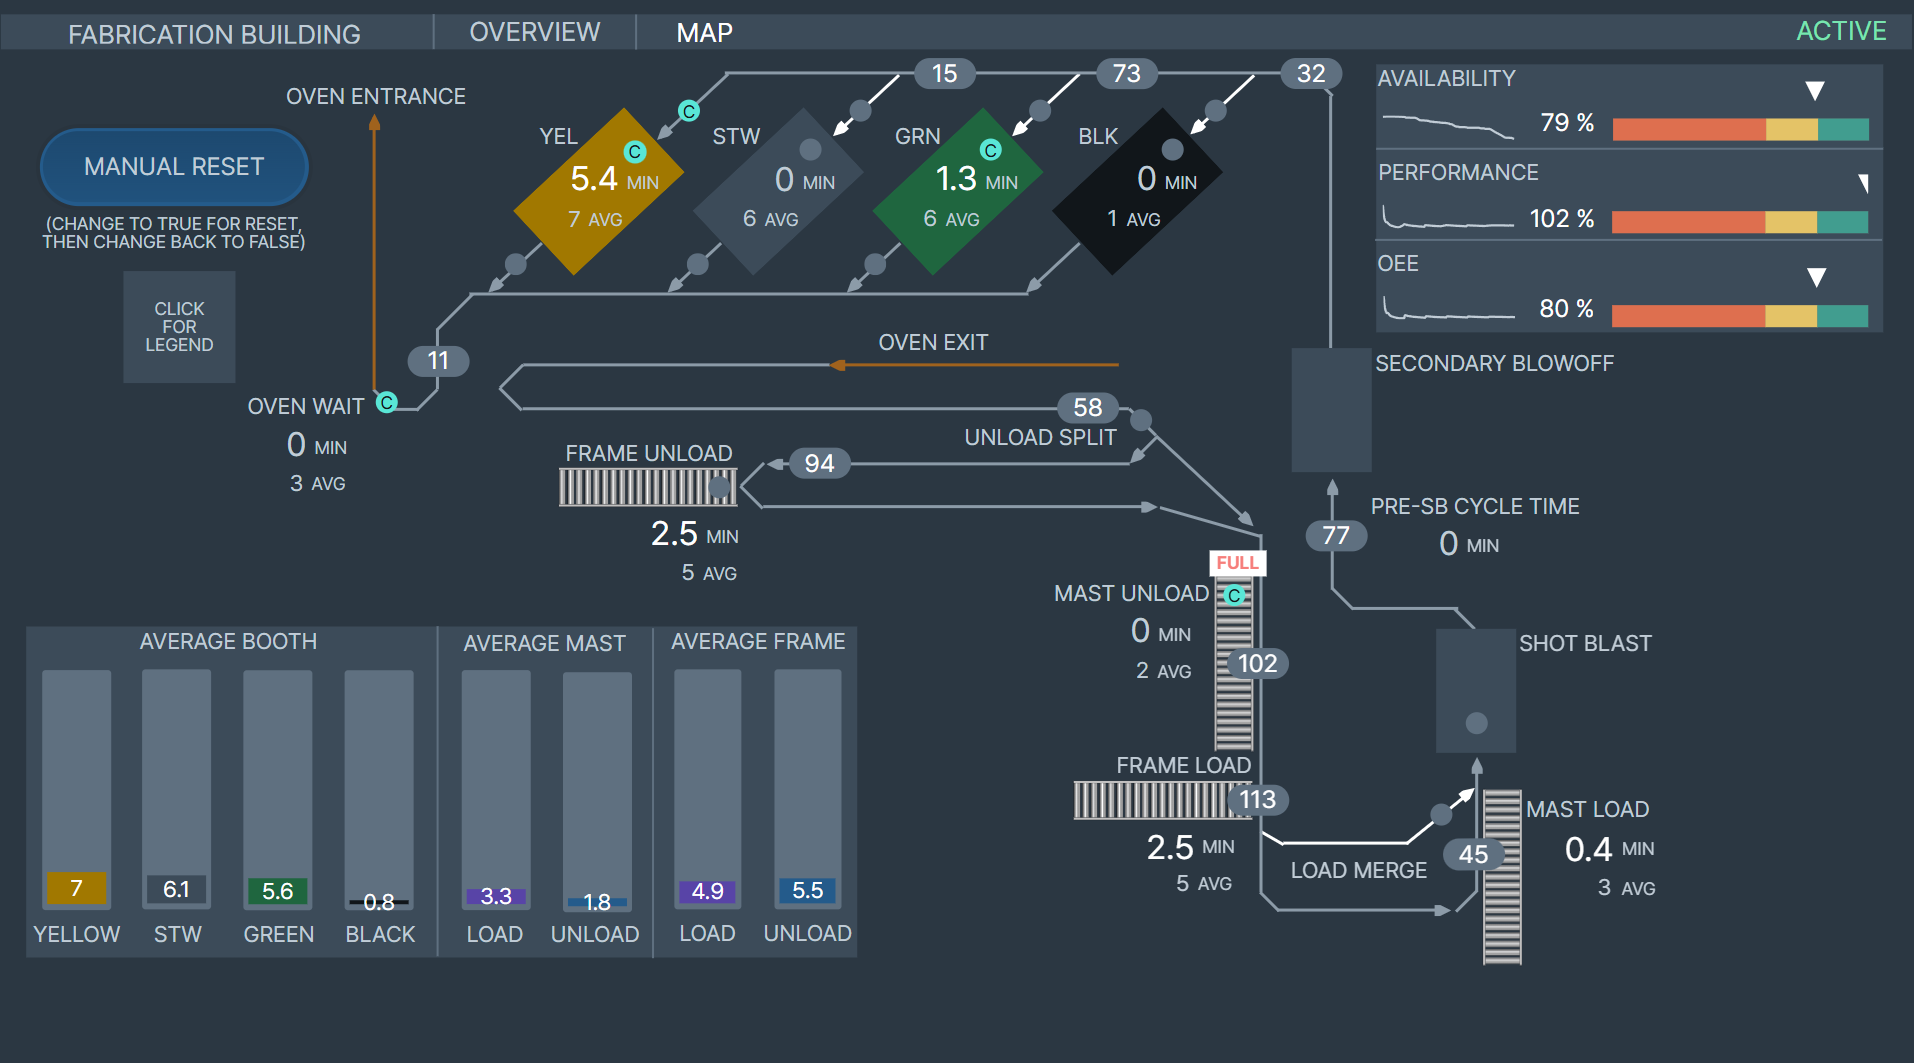 FABRICATION BUILDING
OVERVIEW
MAP
ACTIVE
OVEN ENTRANCE
MANUAL RESET
(CHANGE TO TRUE FOR RESET,
THEN CHANGE BACK TO FALSE)
CLICK
FOR
LEGEND
15
73
32
C
YEL
C
5.4 MIN
7 AVG
STW
0 MIN
6 AVG
GRN
C
1.3 MIN
6 AVG
BLK
0 MIN
1 AVG
AVAILABILITY
79 %
PERFORMANCE
102 %
OEE
80 %
11
OVEN WAIT
C
0 MIN
3 AVG
OVEN EXIT
58
UNLOAD SPLIT
94
FRAME UNLOAD
2.5 MIN
5 AVG
SECONDARY BLOWOFF
PRE-SB CYCLE TIME
0 MIN
77
FULL
MAST UNLOAD
C
0 MIN
2 AVG
102
SHOT BLAST
FRAME LOAD
113
2.5 MIN
5 AVG
LOAD MERGE
45
MAST LOAD
0.4 MIN
3 AVG
AVERAGE BOOTH
7
6.1
5.6
0.8
YELLOW
STW
GREEN
BLACK
AVERAGE MAST
3.3
1.8
LOAD
UNLOAD
AVERAGE FRAME
4.9
5.5
LOAD
UNLOAD